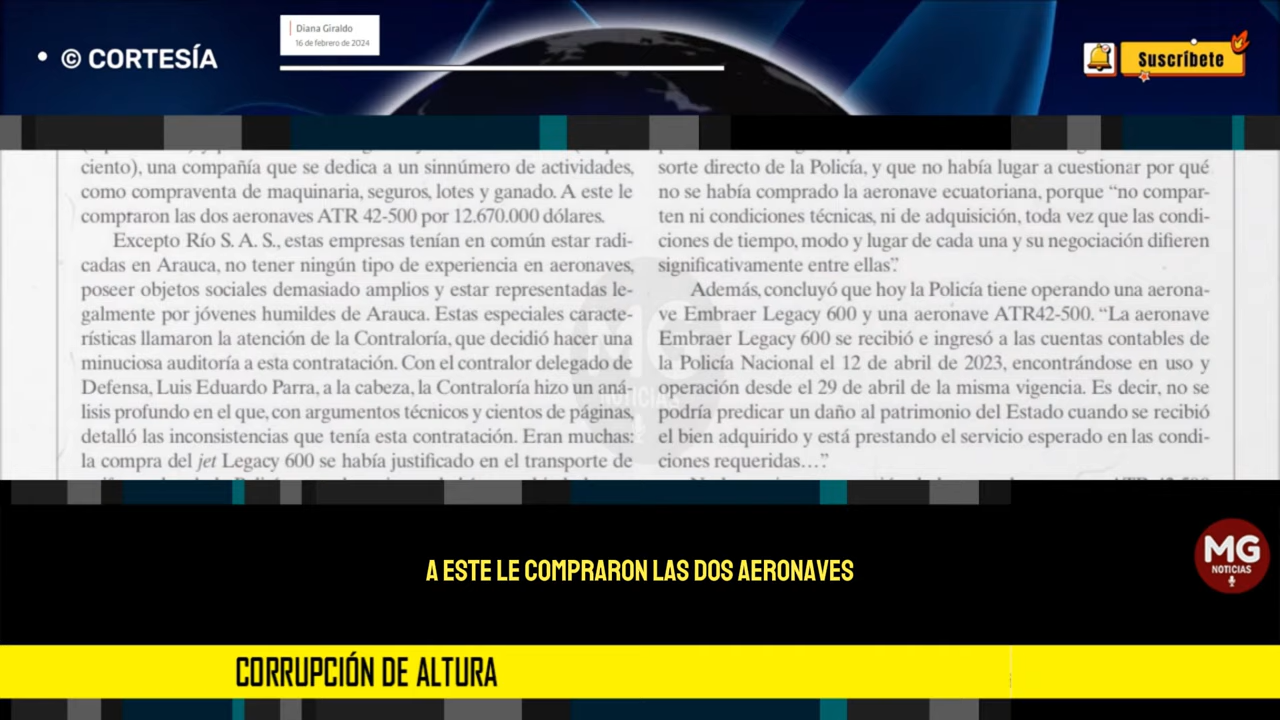 • © CORTESÍA
Diana Giraldo
16 de febrero de 2024
Suscríbete
ciento), una compañía que se dedica a un sinnúmero de actividades,
como compraventa de maquinaria, seguros, lotes y ganado. A este le
compraron las dos aeronaves ATR 42-500 por 12.670.000 dólares.
Excepto Río S. A. S., estas empresas tenían en común estar radi-
cadas en Arauca, no tener ningún tipo de experiencia en aeronaves,
poseer objetos sociales demasiado amplios y estar representadas le-
galmente por jóvenes humildes de Arauca. Estas especiales caracte-
rísticas llamaron la atención de la Contraloría, que decidió hacer una
minuciosa auditoría a esta contratación. Con el contralor delegado de
Defensa, Luis Eduardo Parra, a la cabeza, la Contraloría hizo un aná-
lisis profundo en el que, con argumentos técnicos y cientos de páginas,
detalló las inconsistencias que tenía esta contratación. Eran muchas:
la compra del jet Legacy 600 se había justificado en el transporte de
sorte directo de la Policía, y que no había lugar a cuestionar por qué
no se había comprado la aeronave ecuatoriana, porque “no compar-
ten ni condiciones técnicas, ni de adquisición, toda vez que las condi-
ciones de tiempo, modo y lugar de cada una y su negociación difieren
significativamente entre ellas”.
Además, concluyó que hoy la Policía tiene operando una aerona-
ve Embraer Legacy 600 y una aeronave ATR42-500. “La aeronave
Embraer Legacy 600 se recibió e ingresó a las cuentas contables de
la Policía Nacional el 12 de abril de 2023, encontrándose en uso y
operación desde el 29 de abril de la misma vigencia. Es decir, no se
podría predicar un daño al patrimonio del Estado cuando se recibió
el bien adquirido y está prestando el servicio esperado en las condi-
ciones requeridas…”.
MG
NOTICIAS
A ESTE LE COMPRARON LAS DOS AERONAVES
MG
NOTICIAS
CORRUPCIÓN DE ALTURA